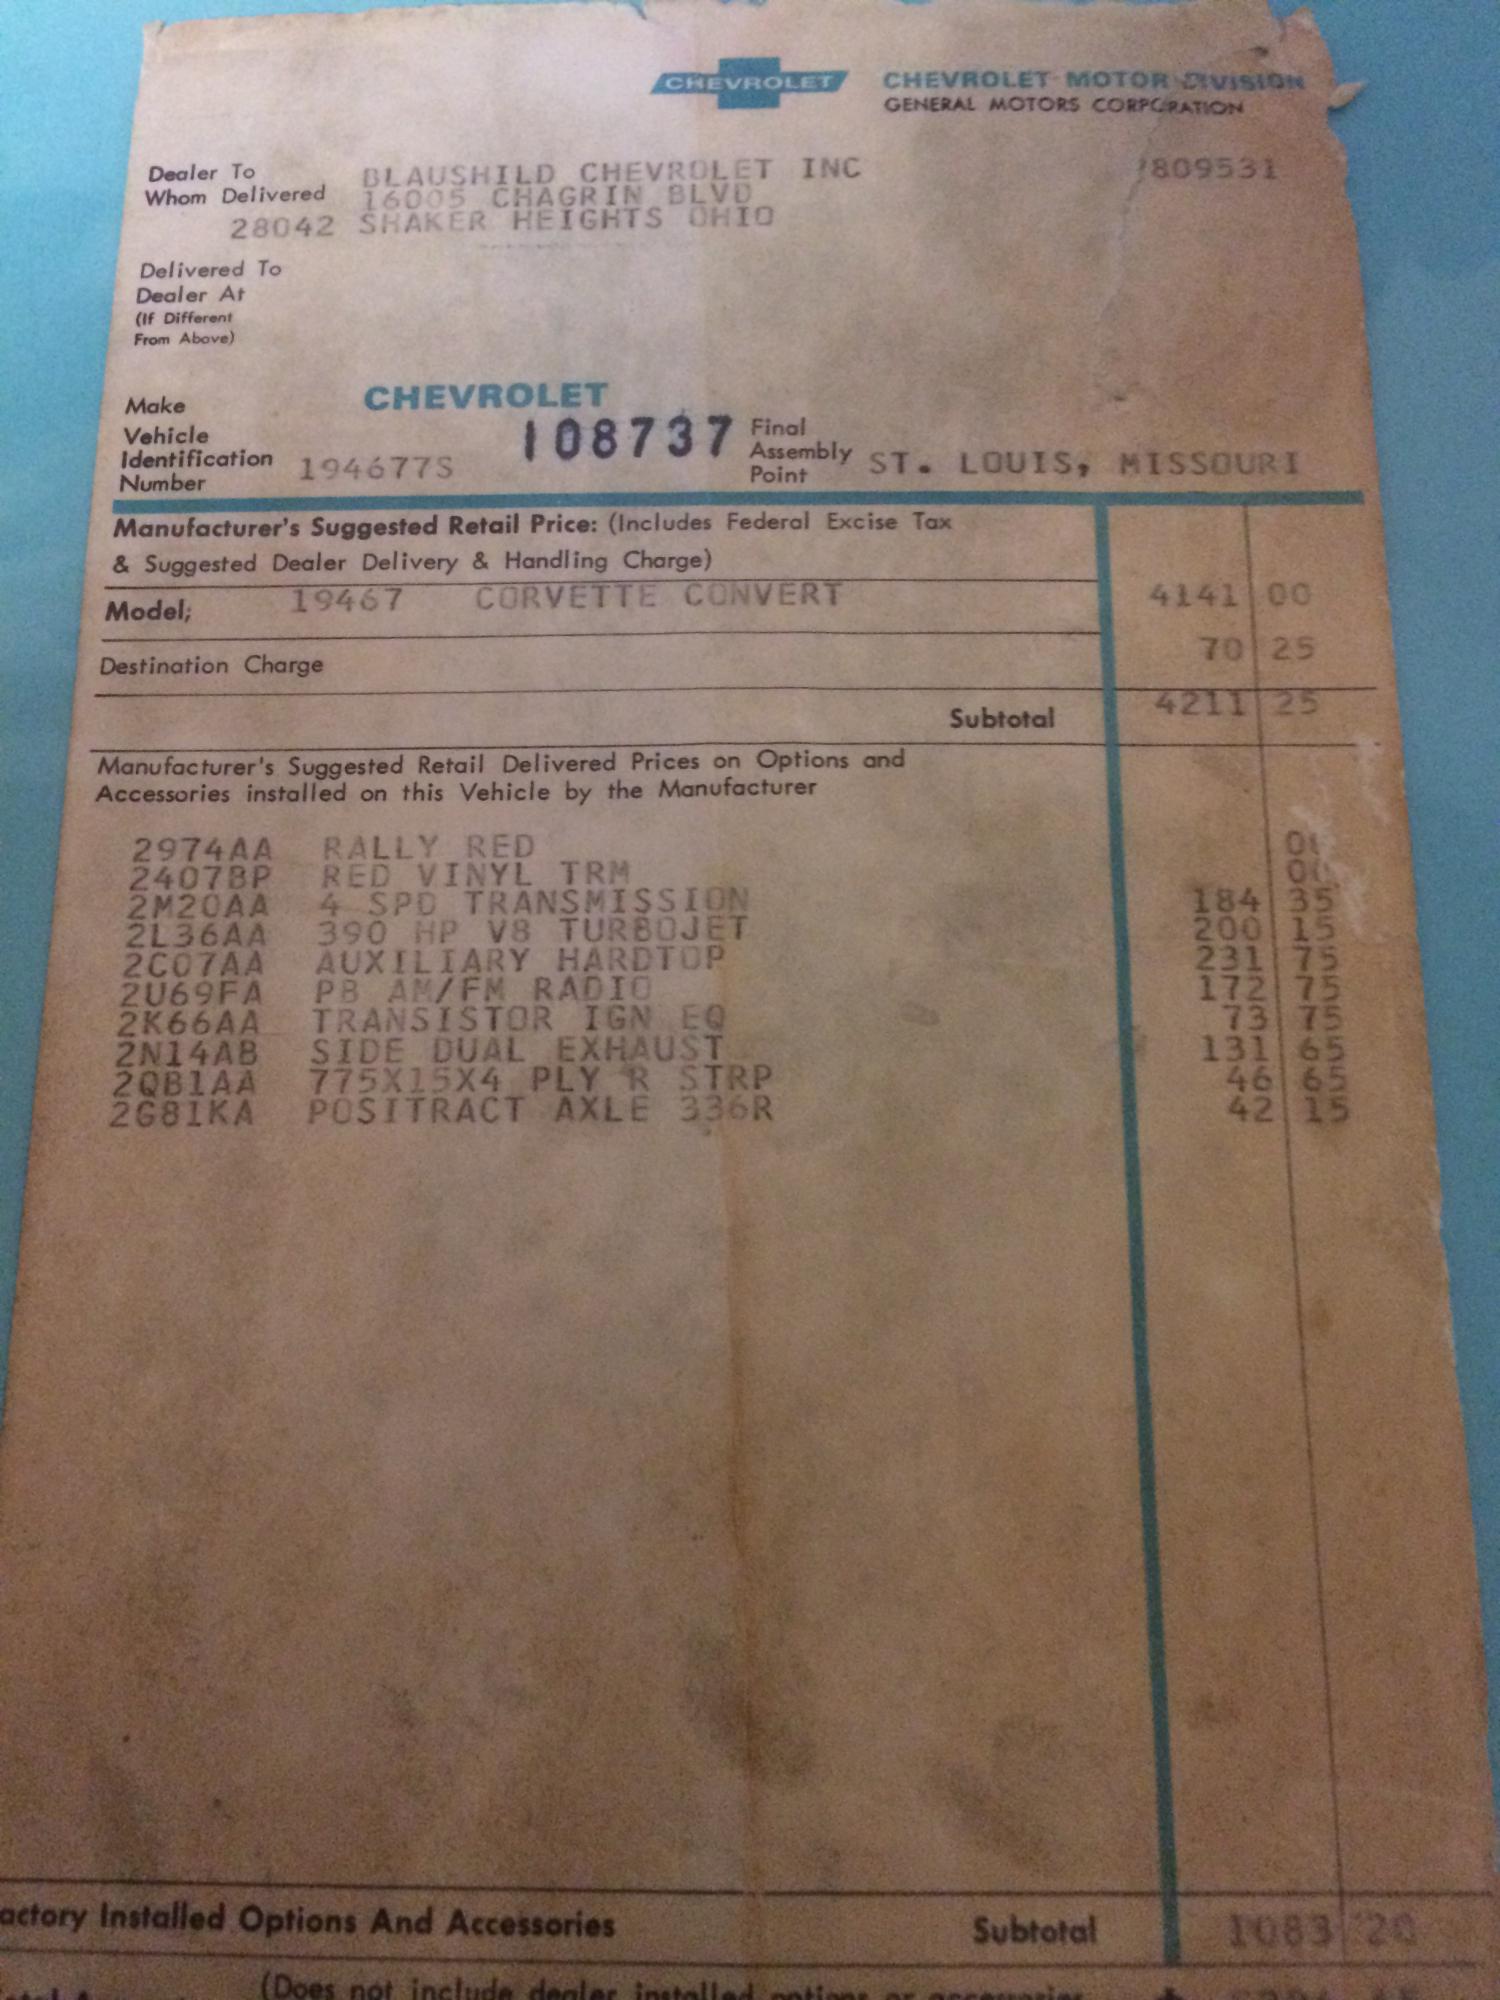 CHEVROLET CHEVROLET MOTOR DIVISION
GENERAL MOTORS CORPORATION
Dealer To
Whom Delivered
BLAUSHILD CHEVROLET INC 809531
16005 CHAGRIN BLVD
28042 SHAKER HEIGHTS OHIO
Delivered To
Dealer At
(If Different
From Above)
Make CHEVROLET
Vehicle
Identification
Number
194677S 108737
Final
Assembly
Point
ST. LOUIS, MISSOURI
Manufacturer's Suggested Retail Price: (Includes Federal Excise Tax
& Suggested Dealer Delivery & Handling Charge)
Model; 19467 CORVETTE CONVERT 4141 00
Destination Charge 70 25
Subtotal 4211 25
Manufacturer's Suggested Retail Delivered Prices on Options and
Accessories installed on this Vehicle by the Manufacturer
2974AA RALLY RED
2407BP RED VINYL TRM
2M20AA 4 SPD TRANSMISSION 184 35
2L36AA 390 HP V8 TURBOJET 200 15
2C07AA AUXILIARY HARDTOP 231 75
2U69FA PB AM/FM RADIO 172 75
2K66AA TRANSISTOR IGN EQ 73 75
2N14AB SIDE DUAL EXHAUST 131 65
2QB1AA 775X15X4 PLY R STRP 46 65
2G81KA POSITRACT AXLE 336R 42 15
actory Installed Options And Accessories Subtotal 1083 20
(Does not include dealer installed options or accessories